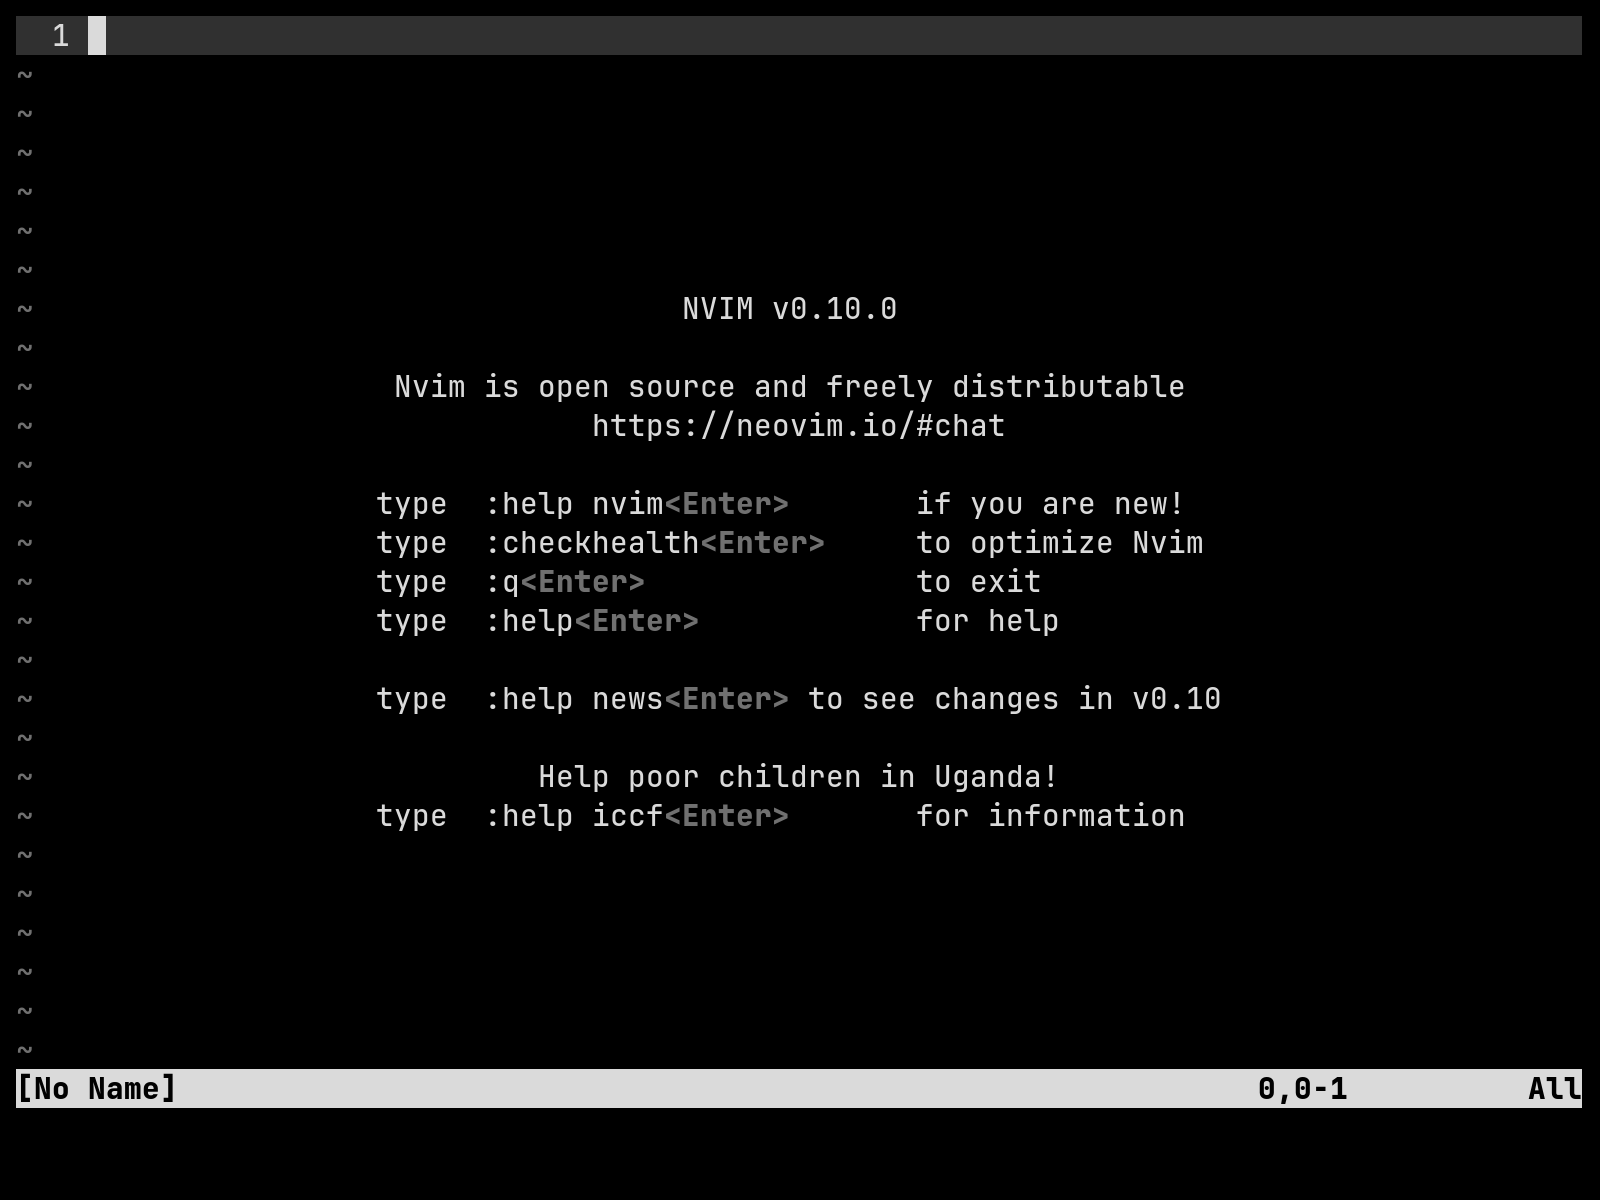 1
~
~
~
~
~
~
~ NVIM v0.10.0
~
~ Nvim is open source and freely distributable
~ https://neovim.io/#chat
~
~ type  :help nvim<Enter>       if you are new!
~ type  :checkhealth<Enter>     to optimize Nvim
~ type  :q<Enter>               to exit
~ type  :help<Enter>            for help
~
~ type  :help news<Enter> to see changes in v0.10
~
~ Help poor children in Uganda!
~ type  :help iccf<Enter>       for information
~
~
~
~
~
~
[No Name] 0,0-1 All